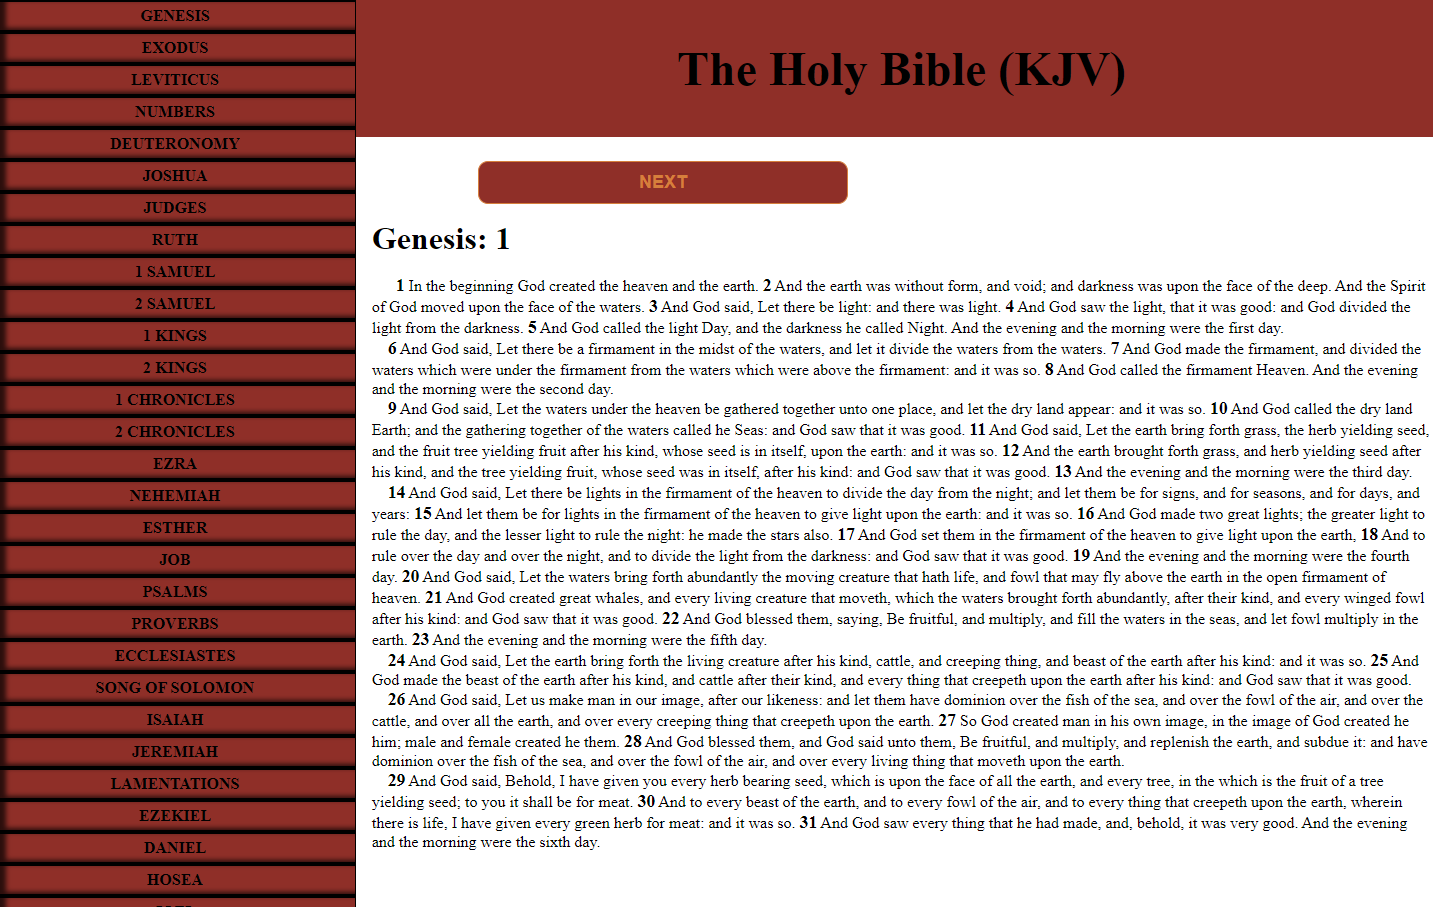 GENESIS
EXODUS
LEVITICUS
NUMBERS
DEUTERONOMY
JOSHUA
JUDGES
RUTH
1 SAMUEL
2 SAMUEL
1 KINGS
2 KINGS
1 CHRONICLES
2 CHRONICLES
EZRA
NEHEMIAH
ESTHER
JOB
PSALMS
PROVERBS
ECCLESIASTES
SONG OF SOLOMON
ISAIAH
JEREMIAH
LAMENTATIONS
EZEKIEL
DANIEL
HOSEA
The Holy Bible (KJV)
NEXT
Genesis: 1
1 In the beginning God created the heaven and the earth. 2 And the earth was without form, and void; and darkness was upon the face of the deep. And the Spirit
of God moved upon the face of the waters. 3 And God said, Let there be light: and there was light. 4 And God saw the light, that it was good: and God divided the
light from the darkness. 5 And God called the light Day, and the darkness he called Night. And the evening and the morning were the first day.
6 And God said, Let there be a firmament in the midst of the waters, and let it divide the waters from the waters. 7 And God made the firmament, and divided the
waters which were under the firmament from the waters which were above the firmament: and it was so. 8 And God called the firmament Heaven. And the evening
and the morning were the second day.
9 And God said, Let the waters under the heaven be gathered together unto one place, and let the dry land appear: and it was so. 10 And God called the dry land
Earth; and the gathering together of the waters called he Seas: and God saw that it was good. 11 And God said, Let the earth bring forth grass, the herb yielding seed,
and the fruit tree yielding fruit after his kind, whose seed is in itself, upon the earth: and it was so. 12 And the earth brought forth grass, and herb yielding seed after
his kind, and the tree yielding fruit, whose seed was in itself, after his kind: and God saw that it was good. 13 And the evening and the morning were the third day.
14 And God said, Let there be lights in the firmament of the heaven to divide the day from the night; and let them be for signs, and for seasons, and for days, and
years: 15 And let them be for lights in the firmament of the heaven to give light upon the earth: and it was so. 16 And God made two great lights; the greater light to
rule the day, and the lesser light to rule the night: he made the stars also. 17 And God set them in the firmament of the heaven to give light upon the earth, 18 And to
rule over the day and over the night, and to divide the light from the darkness: and God saw that it was good. 19 And the evening and the morning were the fourth
day. 20 And God said, Let the waters bring forth abundantly the moving creature that hath life, and fowl that may fly above the earth in the open firmament of
heaven. 21 And God created great whales, and every living creature that moveth, which the waters brought forth abundantly, after their kind, and every winged fowl
after his kind: and God saw that it was good. 22 And God blessed them, saying, Be fruitful, and multiply, and fill the waters in the seas, and let fowl multiply in the
earth. 23 And the evening and the morning were the fifth day.
24 And God said, Let the earth bring forth the living creature after his kind, cattle, and creeping thing, and beast of the earth after his kind: and it was so. 25 And
God made the beast of the earth after his kind, and cattle after their kind, and every thing that creepeth upon the earth after his kind: and God saw that it was good.
26 And God said, Let us make man in our image, after our likeness: and let them have dominion over the fish of the sea, and over the fowl of the air, and over the
cattle, and over all the earth, and over every creeping thing that creepeth upon the earth. 27 So God created man in his own image, in the image of God created he
him; male and female created he them. 28 And God blessed them, and God said unto them, Be fruitful, and multiply, and replenish the earth, and subdue it: and have
dominion over the fish of the sea, and over the fowl of the air, and over every living thing that moveth upon the earth.
29 And God said, Behold, I have given you every herb bearing seed, which is upon the face of all the earth, and every tree, in the which is the fruit of a tree
yielding seed; to you it shall be for meat. 30 And to every beast of the earth, and to every fowl of the air, and to every thing that creepeth upon the earth, wherein
there is life, I have given every green herb for meat: and it was so. 31 And God saw every thing that he had made, and, behold, it was very good. And the evening
and the morning were the sixth day.